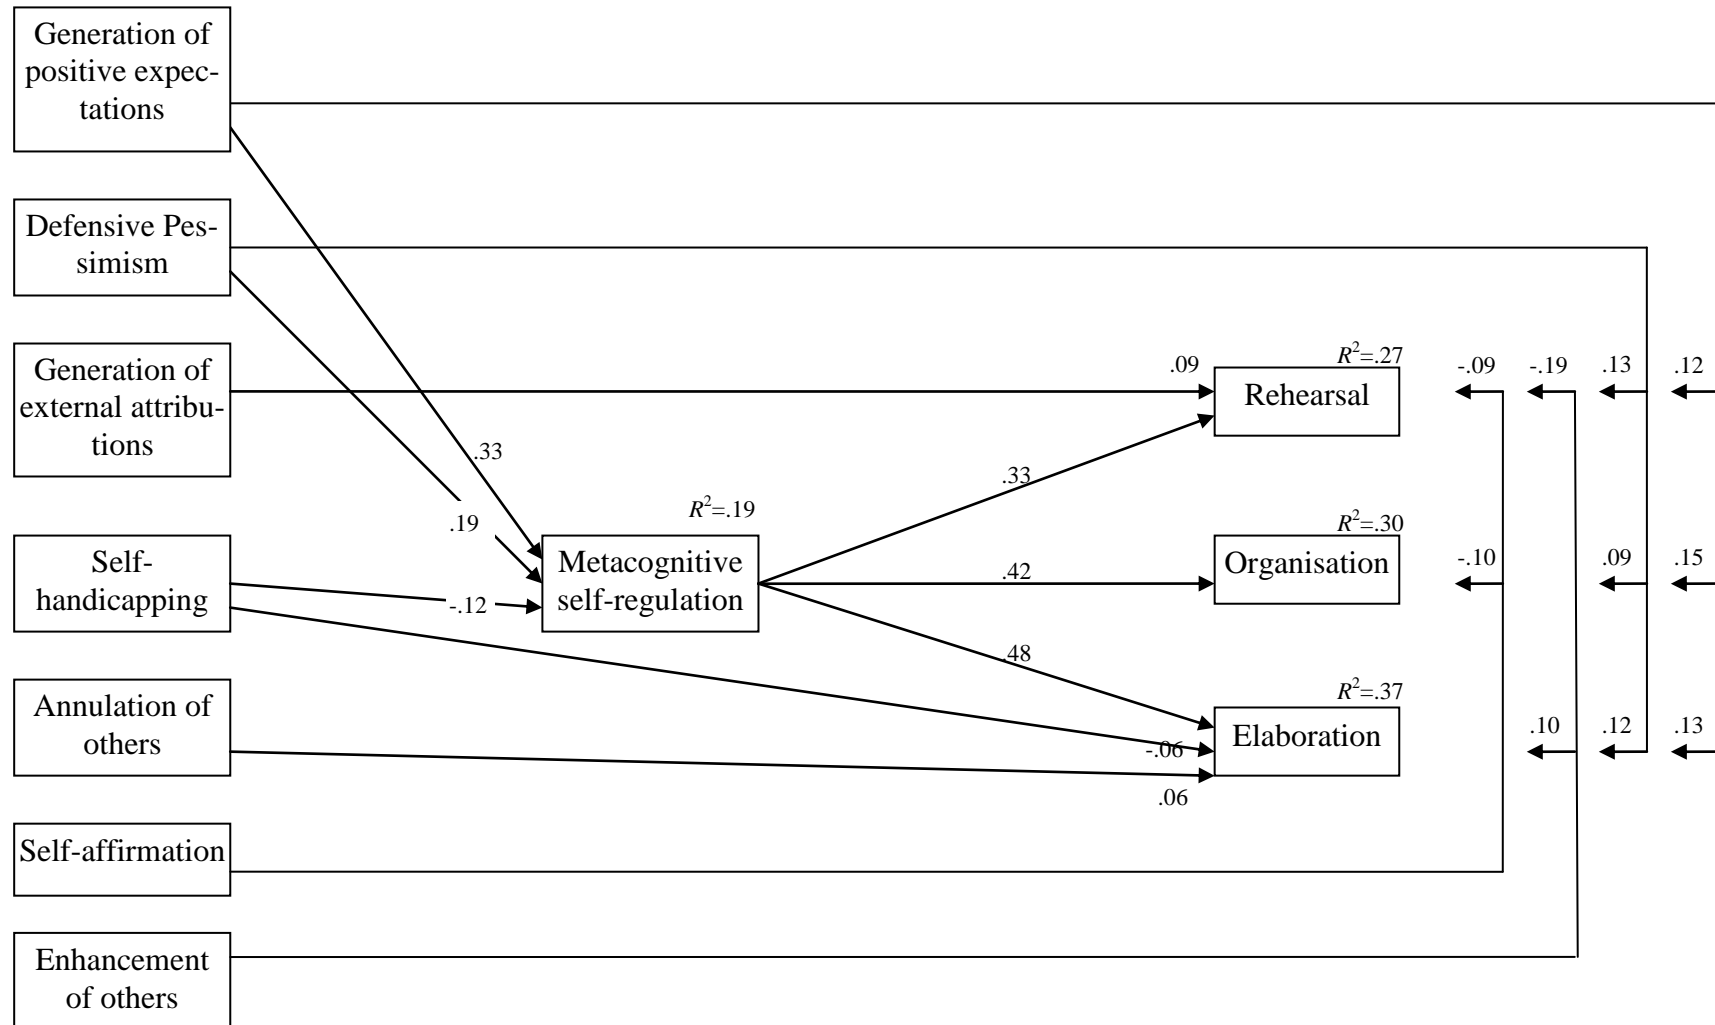 Generation of
positive expec-
tations
Defensive Pes-
simism
Generation of
external attribu-
tions
.09
R²=.27
Rehearsal
-.09
-.19
.13
.12
.33
.33
.19
R²=.19
Metacognitive
self-regulation
Self-
handicapping
-.12
.42
R²=.30
Organisation
-.10
.09
.15
.48
Annulation of
others
R²=.37
Elaboration
-.06
.06
.10
.12
.13
Self-affirmation
Enhancement
of others